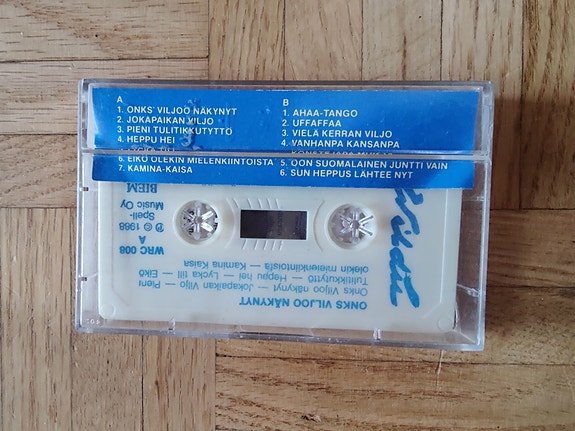 A
1. ONKS' VILJOO NÄKYNYT
2. JOKAPAIKAN VILJO
3. PIENI TULITIKKUTYTTÖ
4. HEPPU HEI
6. EIKÖ OLEKIN MIELENKIINTOISTA
7. KAMINA-KAISA
B
1. AHAA-TANGO
2. UFFAFFAA
3. VIELÄ KERRAN VILJO
4. VANHANPA KANSANPA
5. OON SUOMALAINEN JUNTTI VAIN
6. SUN HEPPUS LÄHTEE NYT
ONKS VILJOO NÄKYNYT
Onks Viljoo näkynyt — Jokapaikan Viljo — Pieni
Tulitikkutyttö — Heppu hei — Lycka till — Eikö
olekin mielenkiintoista — Kamina Kaisa
WRC 008
A
Ⓟ © 1988
Spell-
Music Oy
BIEM